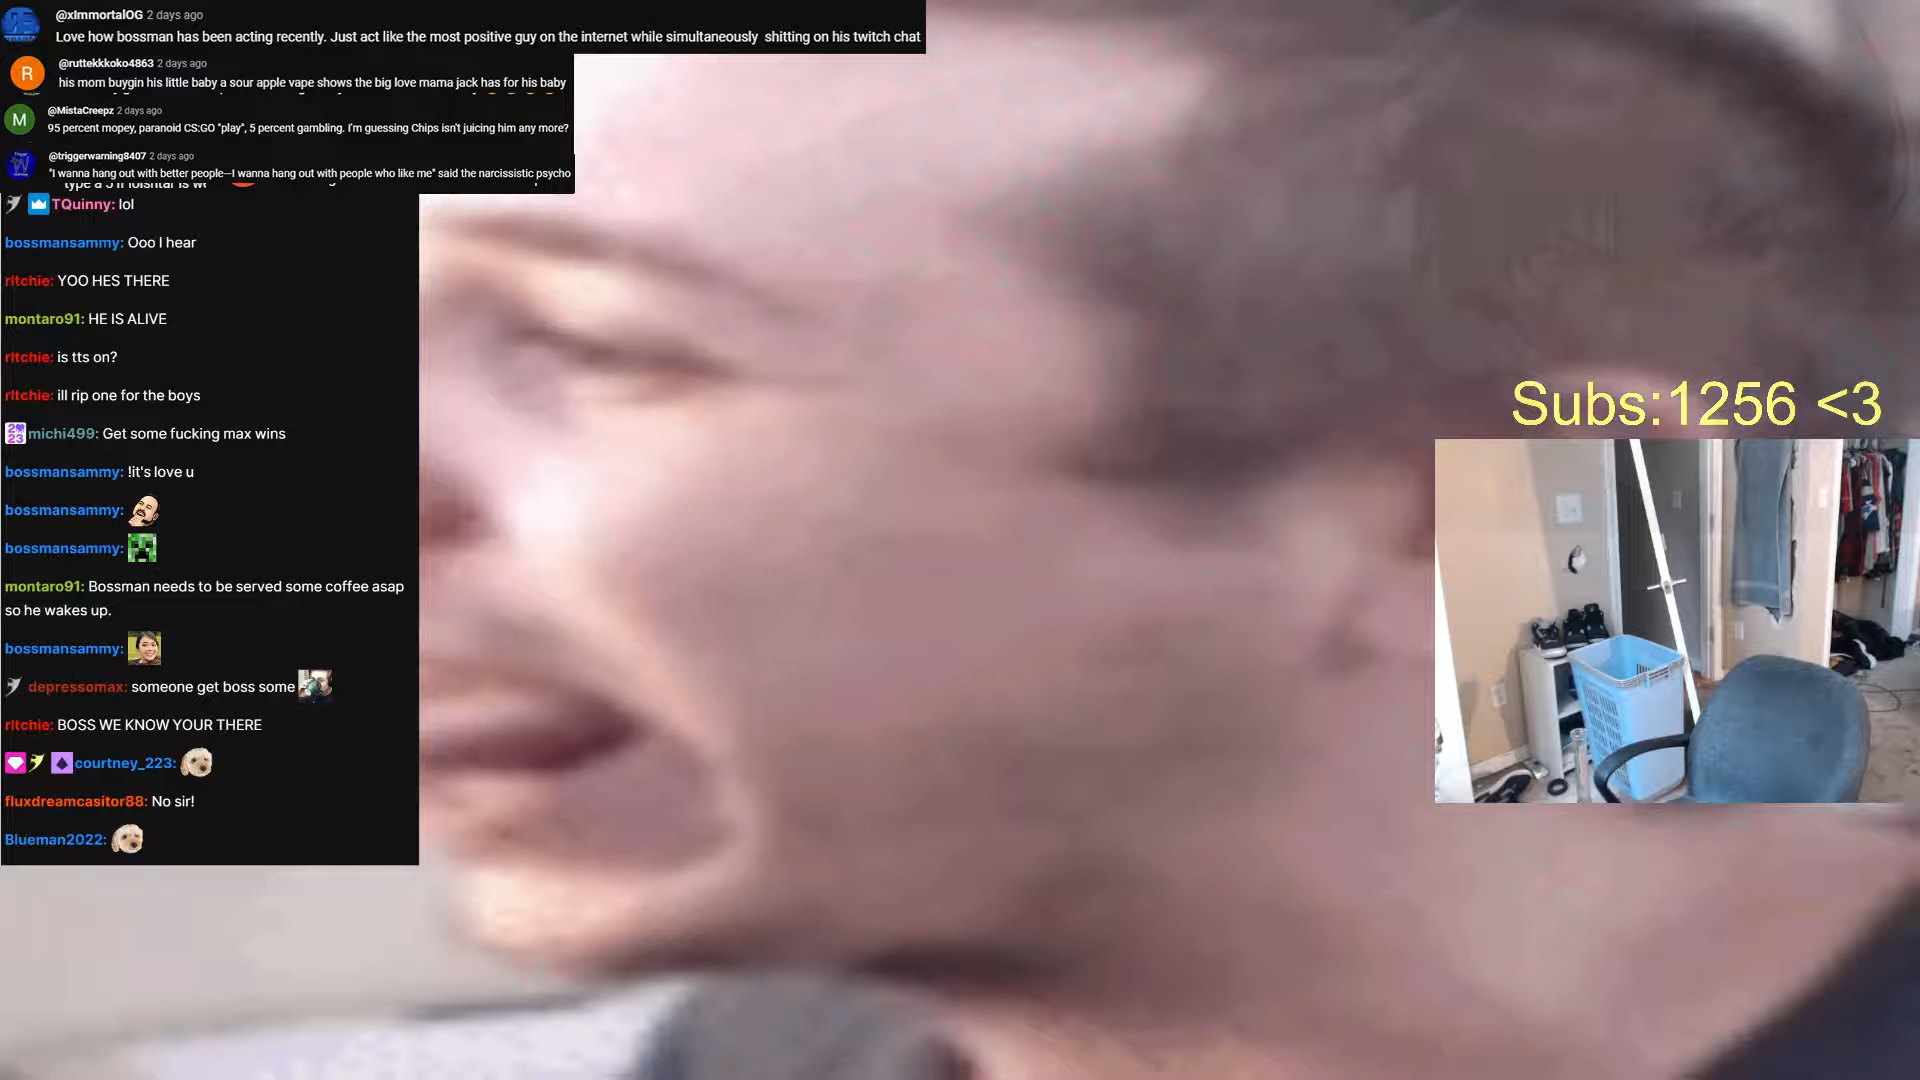 @xImmortalOG 2 days ago
Love how bossman has been acting recently. Just act like the most positive guy on the internet while simultaneously shitting on his twitch chat
R
@ruttekkkoko4863 2 days ago
his mom buygin his little baby a sour apple vape shows the big love mama jack has for his baby
M
@MistaCreepz 2 days ago
95 percent mopey, paranoid CS:GO "play", 5 percent gambling. I'm guessing Chips isn't juicing him any more?
@triggerwarning8407 2 days ago
"I wanna hang out with better people—I wanna hang out with people who like me" said the narcissistic psycho
TQuinny: lol
bossmansammy: Ooo I hear
rltchie: YOO HES THERE
montaro91: HE IS ALIVE
rltchie: is tts on?
rltchie: ill rip one for the boys
michi499: Get some fucking max wins
bossmansammy: !it's love u
bossmansammy:
bossmansammy:
montaro91: Bossman needs to be served some coffee asap
so he wakes up.
bossmansammy:
depressomax: someone get boss some
rltchie: BOSS WE KNOW YOUR THERE
courtney_223:
fluxdreamcasitor88: No sir!
Blueman2022:
Subs:1256 <3